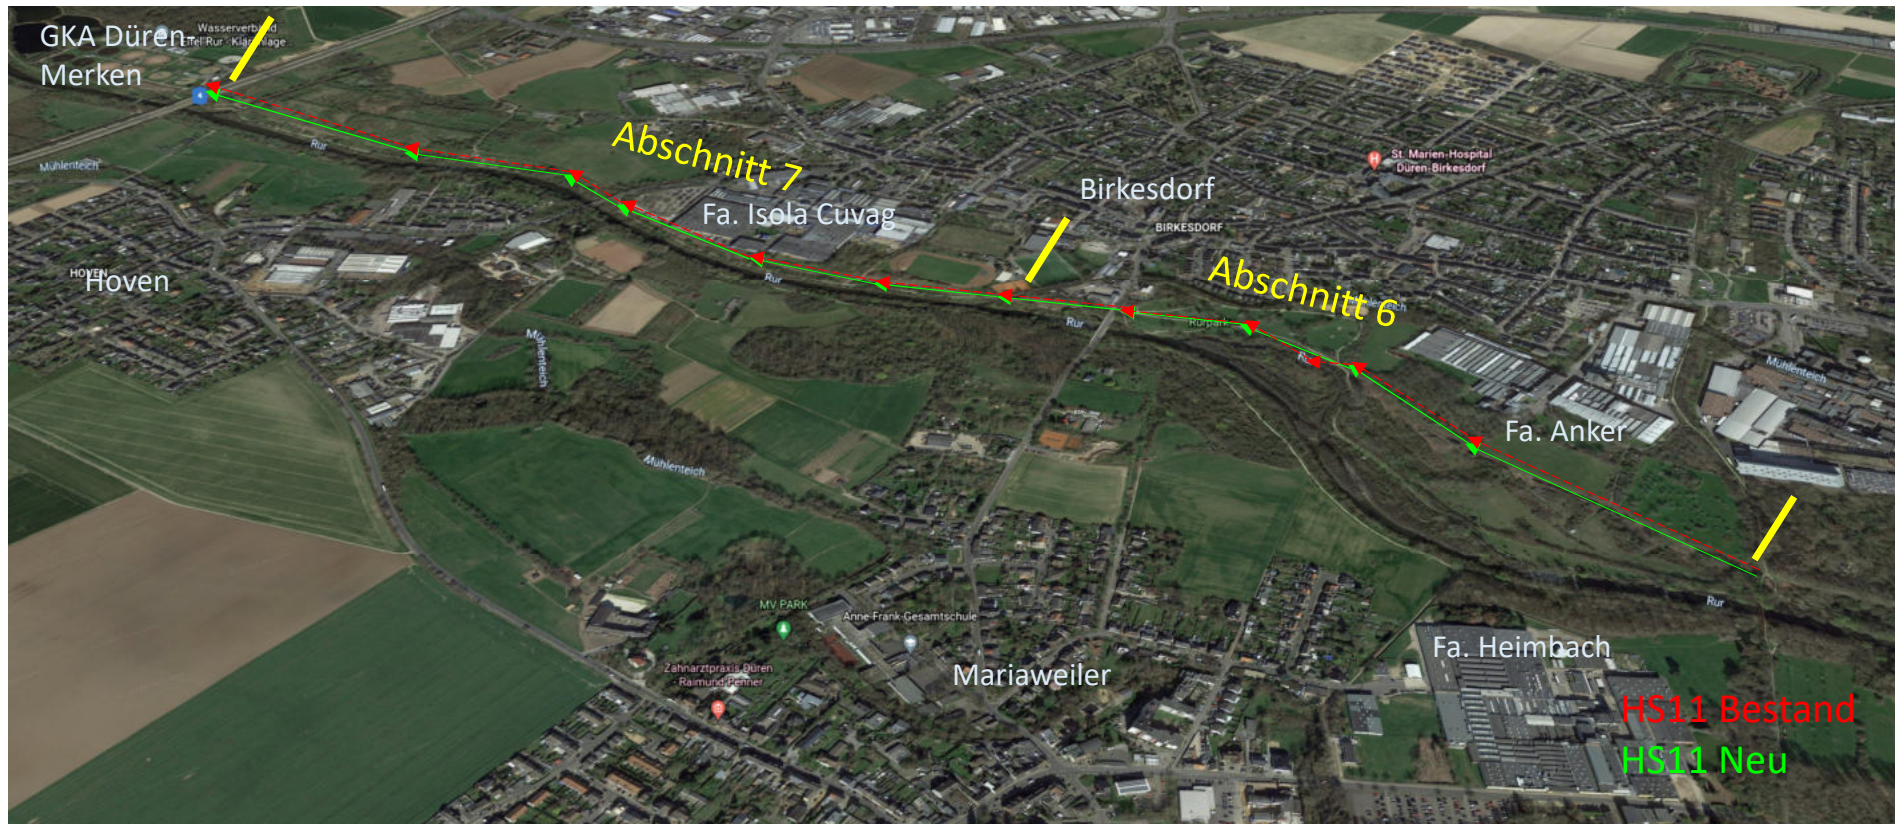 GKA Düren-
Merken
Wasserverband
Eifel Rur - Kläranlage
Mühlenteich
Rur
Abschnitt 7
Fa. Isola Cuvag
Birkesdorf
BIRKESDORF
St. Marien-Hospital
Düren-Birkesdorf
HOVEN
Hoven
Rur
Abschnitt 6
Rur
Rurpark
Mühlenteich
Mühlenteich
Fa. Anker
Mühlenteich
Rur
MV PARK
Anne-Frank-Gesamtschule
Zahnarztpraxis Düren
- Raimund Penner
Mariaweiler
Fa. Heimbach
HS11 Bestand
HS11 Neu